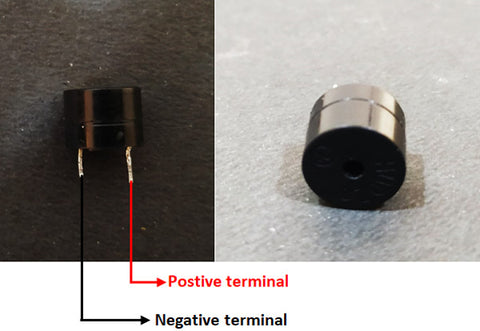 Postive terminal
Negative terminal